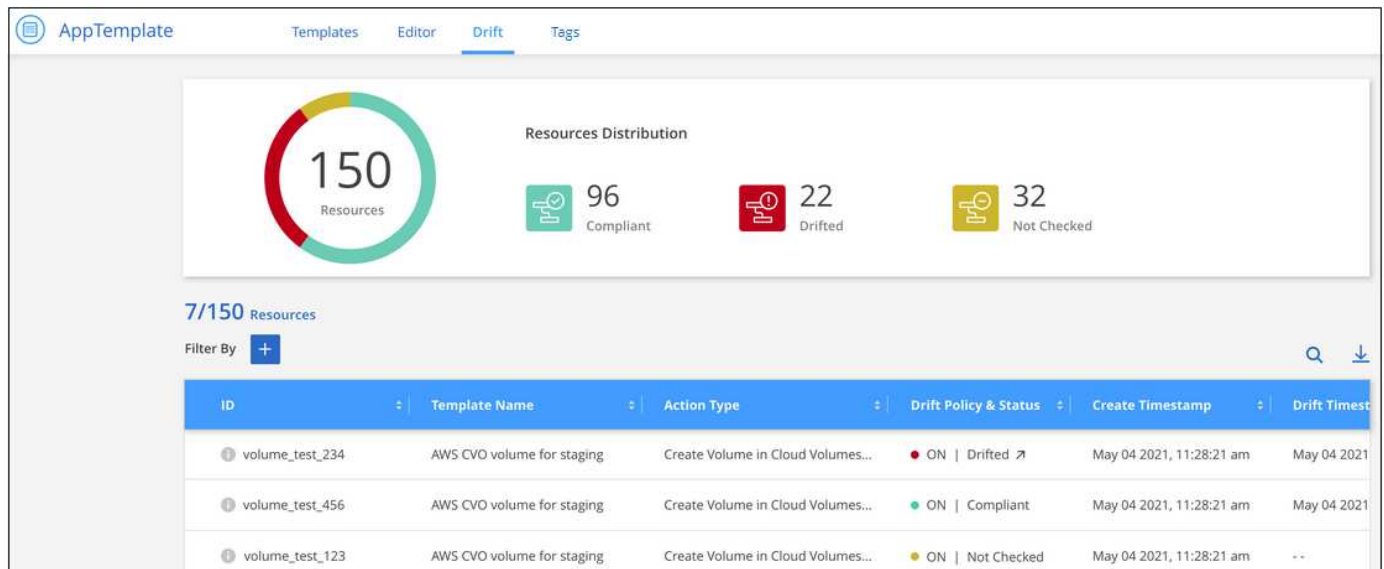 AppTemplate Templates Editor Drift Tags
150
Resources
Resources Distribution
96
Compliant
22
Drifted
32
Not Checked
7/150 Resources
Filter By +
ID Template Name Action Type Drift Policy & Status Create Timestamp Drift Timest
volume_test_234 AWS CVO volume for staging Create Volume in Cloud Volumes... ON | Drifted May 04 2021, 11:28:21 am May 04 2021
volume_test_456 AWS CVO volume for staging Create Volume in Cloud Volumes... ON | Compliant May 04 2021, 11:28:21 am May 04 2021
volume_test_123 AWS CVO volume for staging Create Volume in Cloud Volumes... ON | Not Checked May 04 2021, 11:28:21 am --